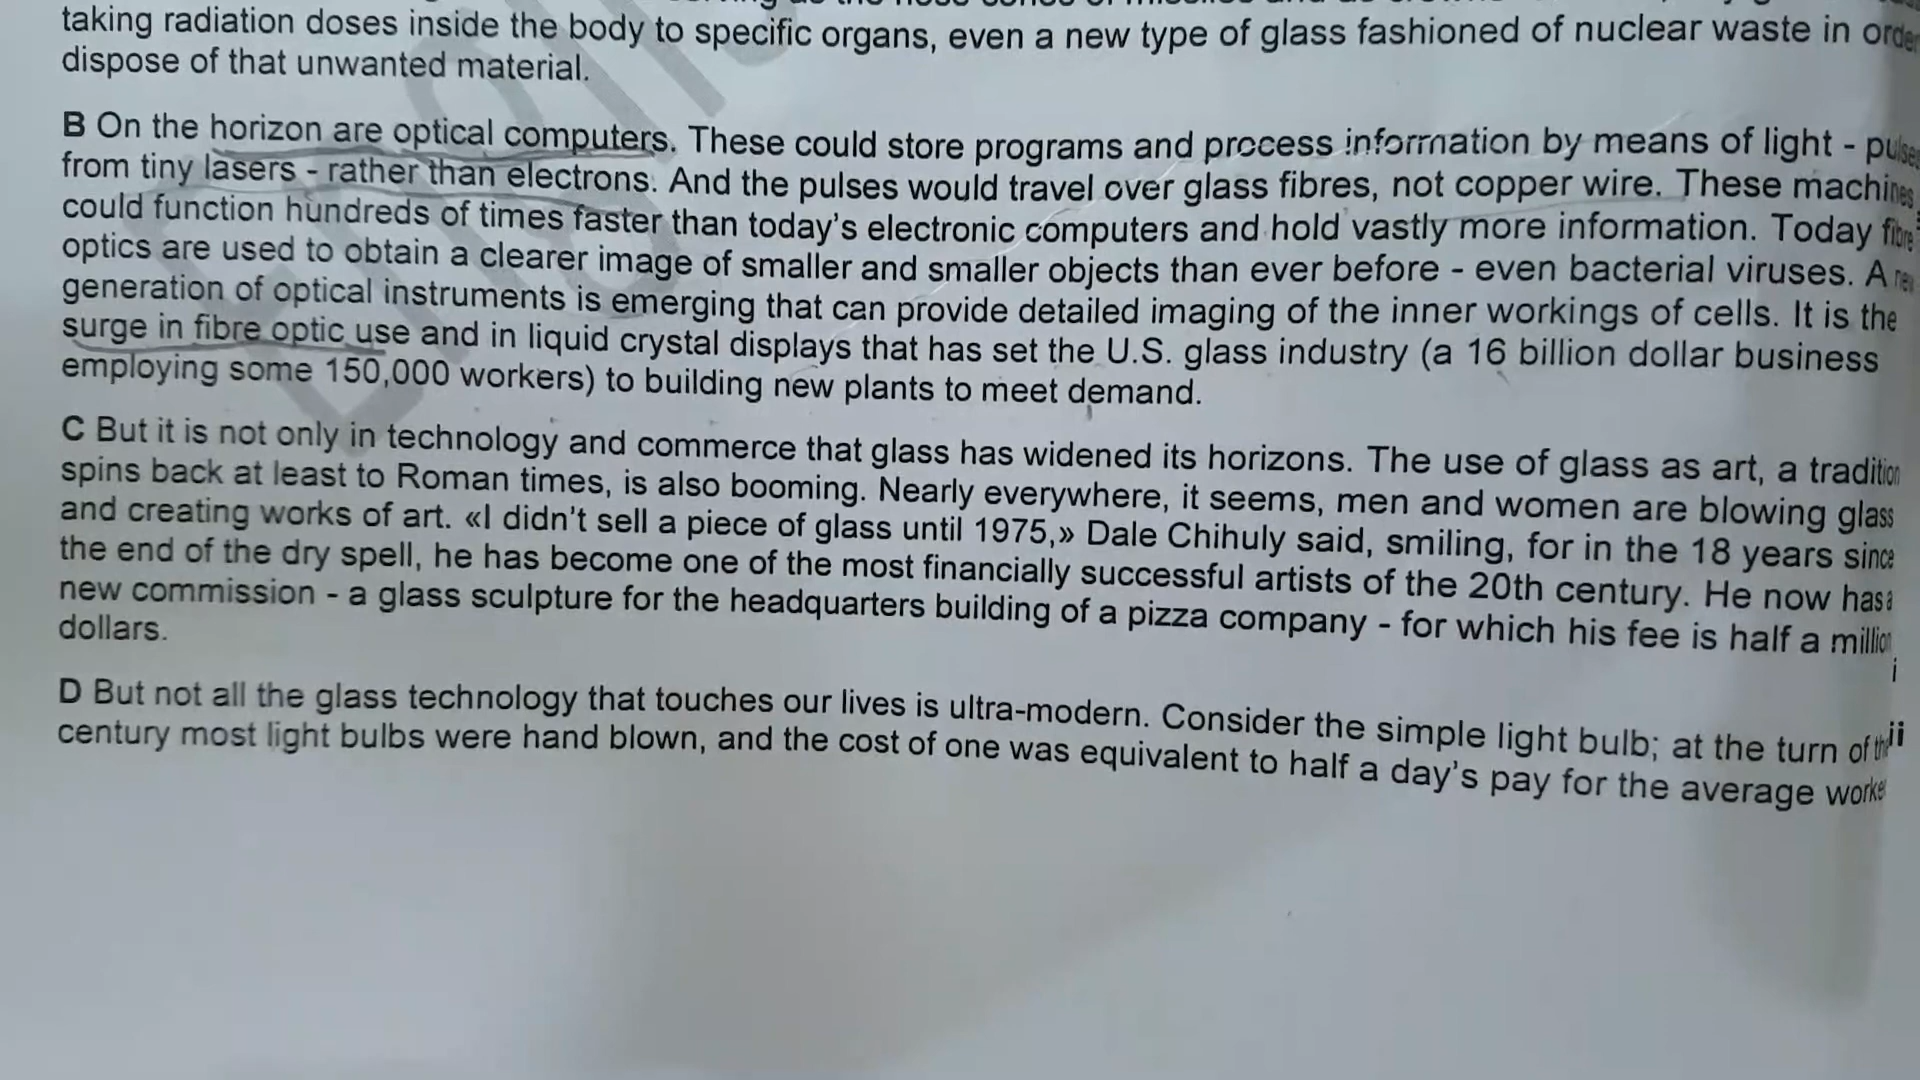 taking radiation doses inside the body to specific organs, even a new type of glass fashioned of nuclear waste in order
dispose of that unwanted material.
B On the horizon are optical computers. These could store programs and process information by means of light - pulses
from tiny lasers - rather than electrons. And the pulses would travel over glass fibres, not copper wire. These machines
could function hundreds of times faster than today's electronic computers and hold vastly more information. Today fibre
optics are used to obtain a clearer image of smaller and smaller objects than ever before - even bacterial viruses. A new
generation of optical instruments is emerging that can provide detailed imaging of the inner workings of cells. It is the
surge in fibre optic use and in liquid crystal displays that has set the U.S. glass industry (a 16 billion dollar business
employing some 150,000 workers) to building new plants to meet demand.
C But it is not only in technology and commerce that glass has widened its horizons. The use of glass as art, a tradition
spins back at least to Roman times, is also booming. Nearly everywhere, it seems, men and women are blowing glass
and creating works of art. «I didn't sell a piece of glass until 1975,» Dale Chihuly said, smiling, for in the 18 years since
the end of the dry spell, he has become one of the most financially successful artists of the 20th century. He now has a
new commission - a glass sculpture for the headquarters building of a pizza company - for which his fee is half a million
dollars.
i
D But not all the glass technology that touches our lives is ultra-modern. Consider the simple light bulb; at the turn of the
ii
century most light bulbs were hand blown, and the cost of one was equivalent to half a day's pay for the average worker